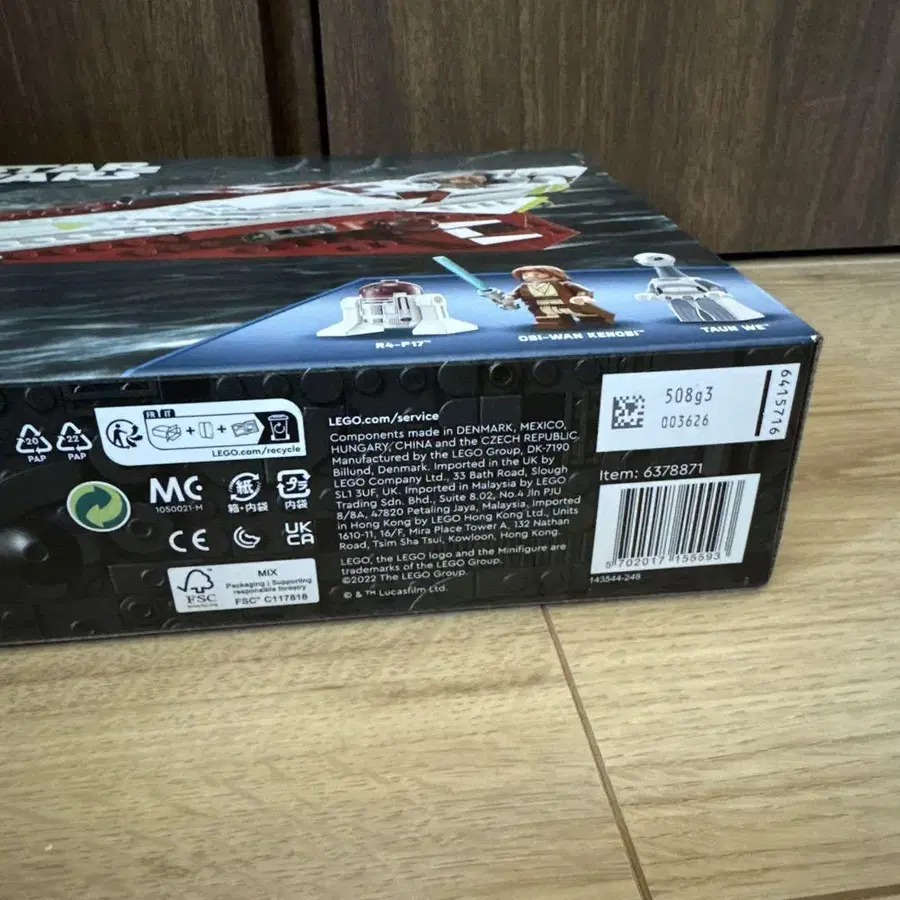 STAR
WARS
R4-P17™
OBI-WAN KENOBI™
TAUN WE™
20
PAP
22
PAP
FR
IT
LEGO.com/recycle
MC
1050021-M
紙
箱・内袋
プラ
内袋
CE
UK
CA
FSC
MIX
Packaging | Supporting
responsible forestry
FSC® C117818
LEGO.com/service
Components made in DENMARK, MEXICO,
HUNGARY, CHINA and the CZECH REPUBLIC.
Manufactured by the LEGO Group, DK-7190
Billund, Denmark. Imported in the UK by
LEGO Company Ltd., 33 Bath Road, Slough
SL1 3UF, UK. Imported in Malaysia by LEGO
Trading Sdn. Bhd., Suite 8.02, No.4 Jln PJU
8/8A, 47820 Petaling Jaya, Malaysia. Imported
in Hong Kong by LEGO Hong Kong Ltd., Units
1610-11, 16/F, Mira Place Tower A, 132 Nathan
Road, Tsim Sha Tsui, Kowloon, Hong Kong.
LEGO, the LEGO logo and the Minifigure are
trademarks of the LEGO Group.
©2022 The LEGO Group.
© & ™ Lucasfilm Ltd.
508g3
003626
6415716
Item: 6378871
5 702017 155593
143544-248